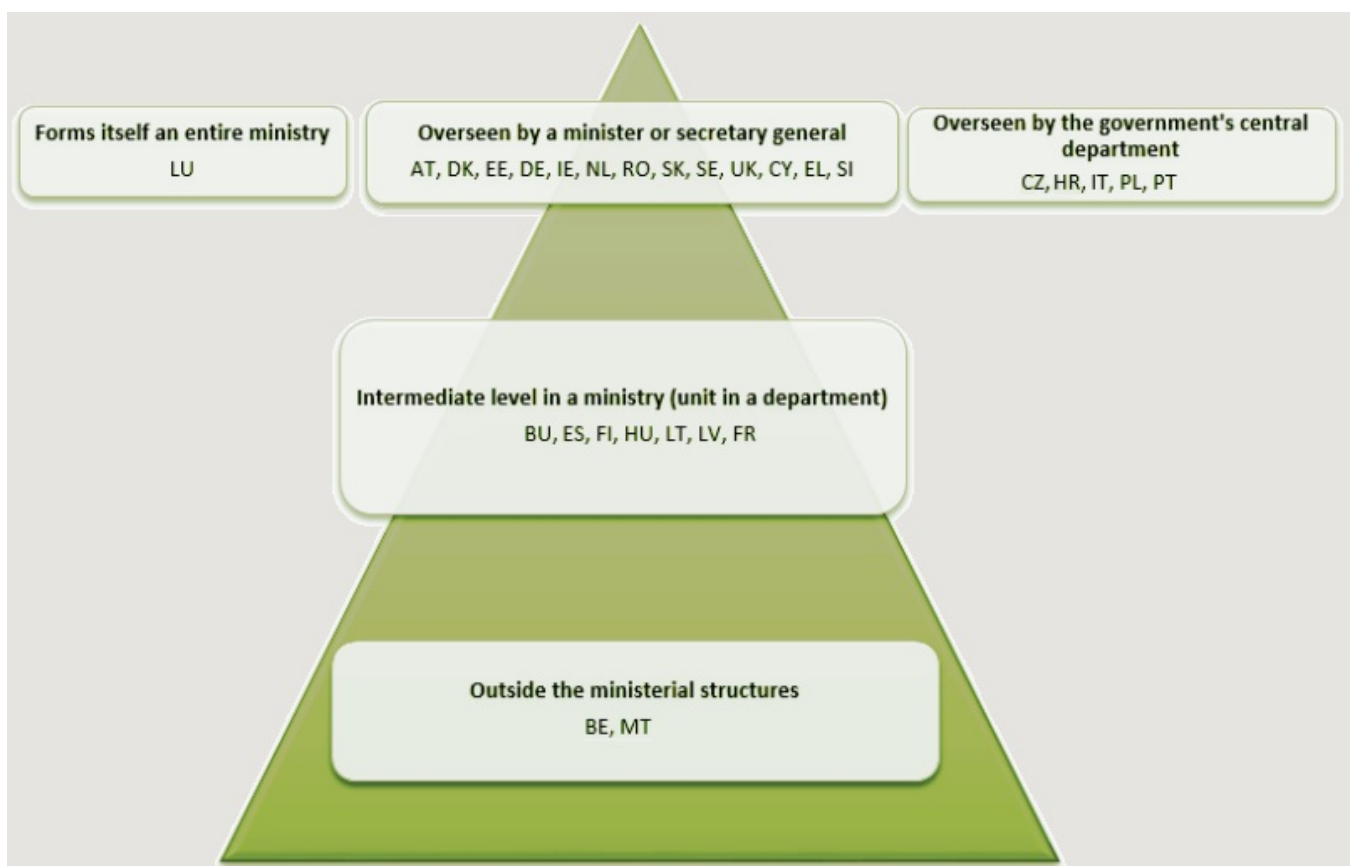 Forms itself an entire ministry
LU
Overseen by a minister or secretary general
AT, DK, EE, DE, IE, NL, RO, SK, SE, UK, CY, EL, SI
Overseen by the government's central
department
CZ, HR, IT, PL, PT
Intermediate level in a ministry (unit in a department)
BU, ES, FI, HU, LT, LV, FR
Outside the ministerial structures
BE, MT